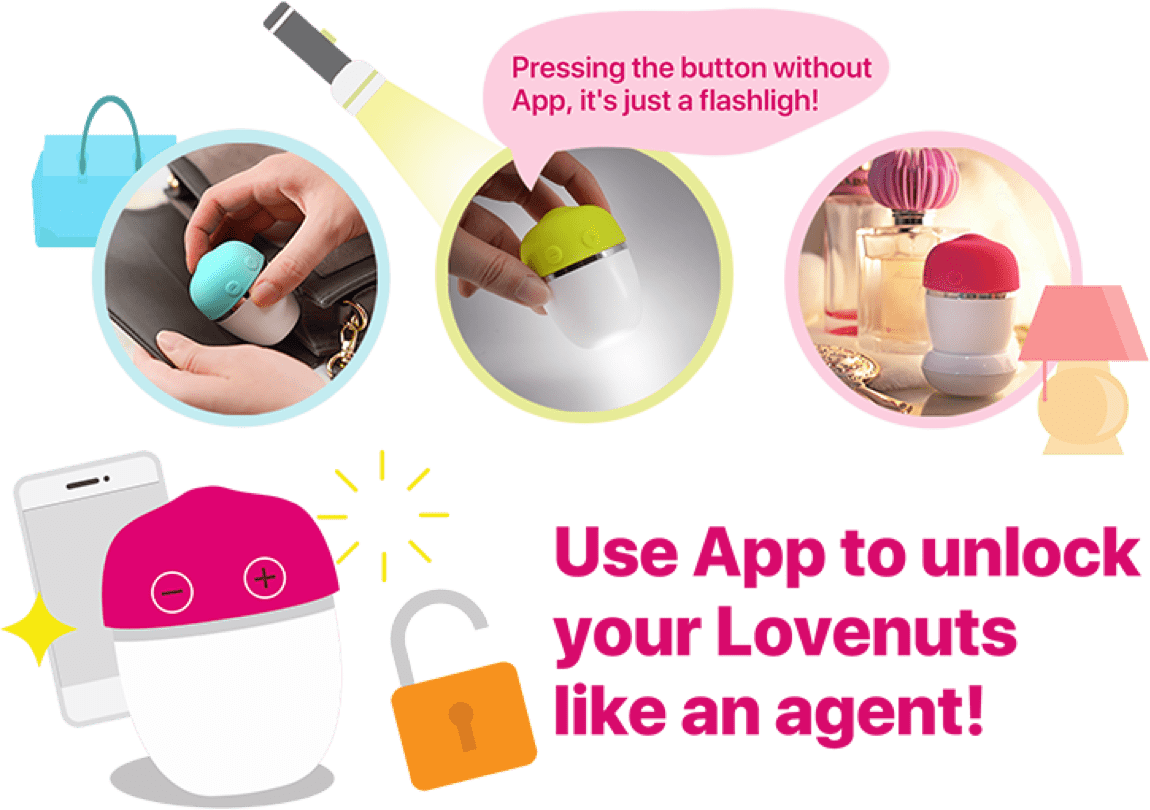 Pressing the button without
App, it's just a flashligh!
Use App to unlock
your Lovenuts
like an agent!